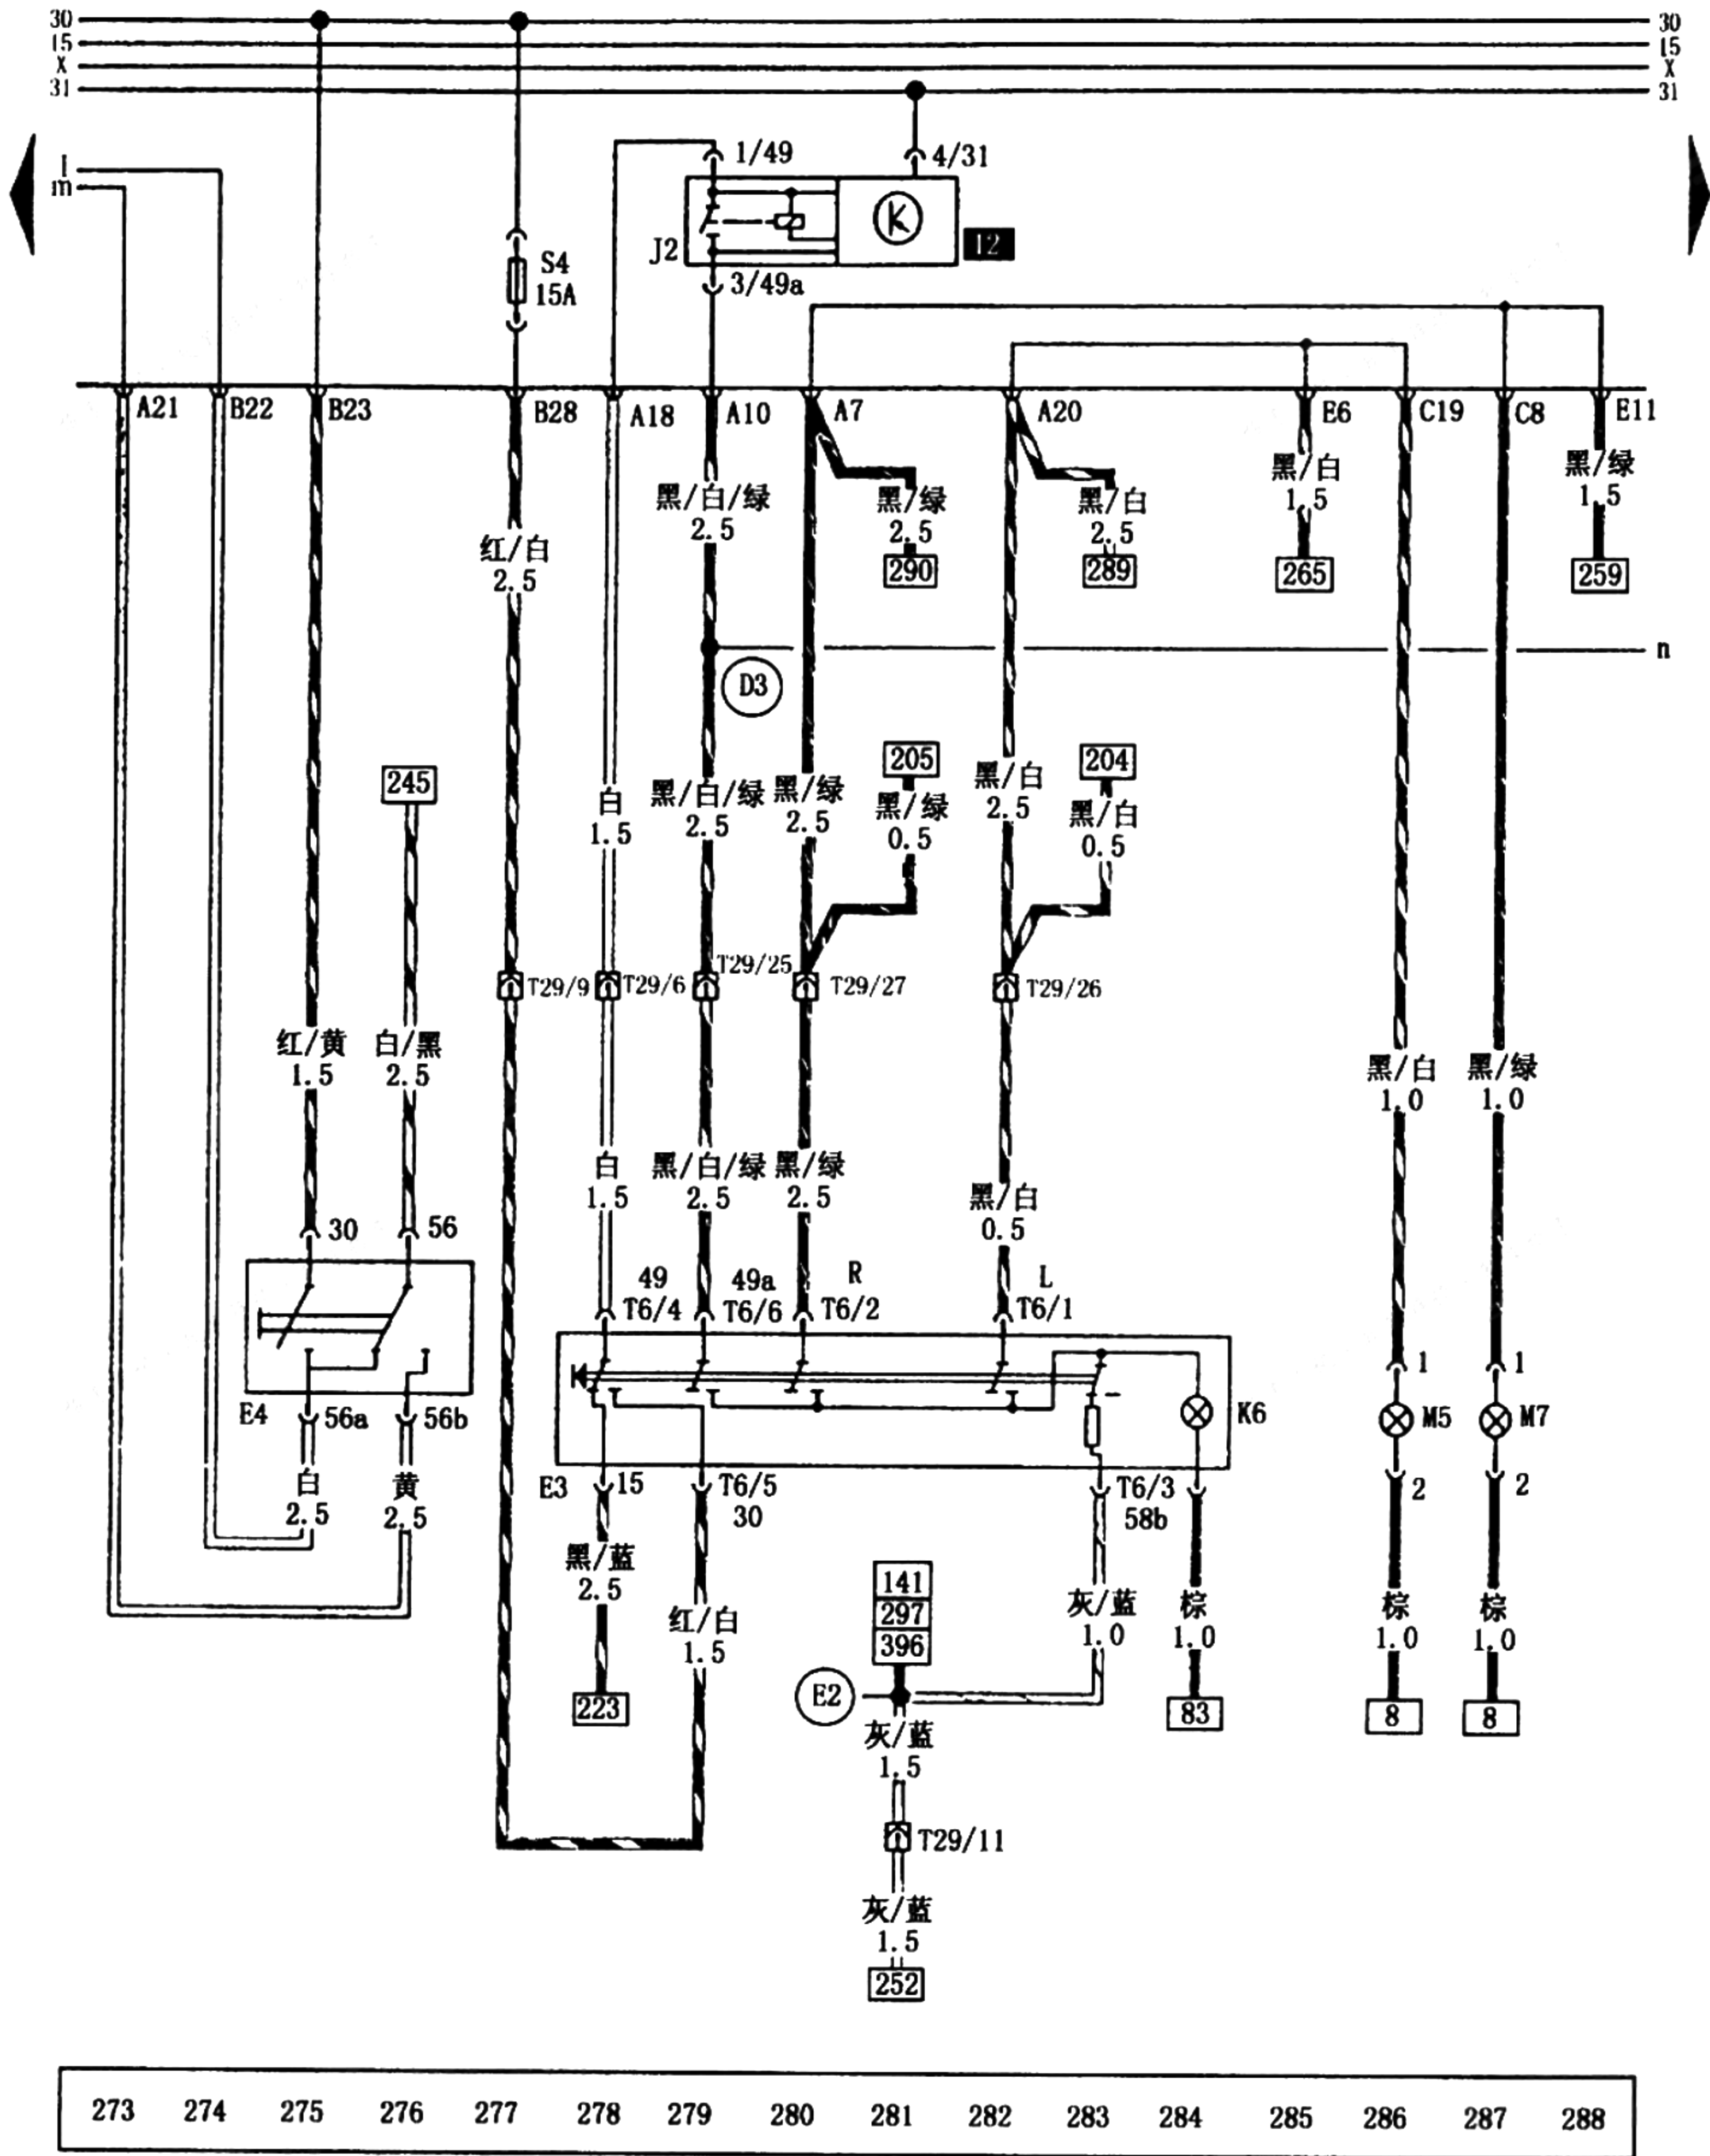 30 30
15 15
X X
31 31
l
m
1/49 4/31
K
J2 12
3/49a
S4
15A
A21 B22 B23 B28 A18 A10 A7 A20 E6 C19 C8 E11
黑/白 黑/绿
1.5 1.5
黑/白/绿 黑/绿 黑/白
2.5 2.5 2.5
红/白
2.5
290 289 265 259
n
D3
245 205 204
白 黑/白/绿 黑/绿 黑/绿 黑/白 黑/白
1.5 2.5 2.5 0.5 2.5 0.5
T29/9 T29/6 T29/25 T29/27 T29/26
红/黄 白/黑 黑/白 黑/绿
1.5 2.5 1.0 1.0
白 黑/白/绿 黑/绿 黑/白
1.5 2.5 2.5 0.5
30 56
49 49a R L
T6/4 T6/6 T6/2 T6/1
1 1
E4 56a 56b K6 M5 M7
白 黄
2.5 2.5
E3 15 T6/5 T6/3 2 2
30 58b
黑/蓝
2.5
红/白
1.5
141
297
396
灰/蓝 棕 棕 棕
1.0 1.0 1.0 1.0
223 E2 83 8 8
灰/蓝
1.5
T29/11
灰/蓝
1.5
252
273 274 275 276 277 278 279 280 281 282 283 284 285 286 287 288